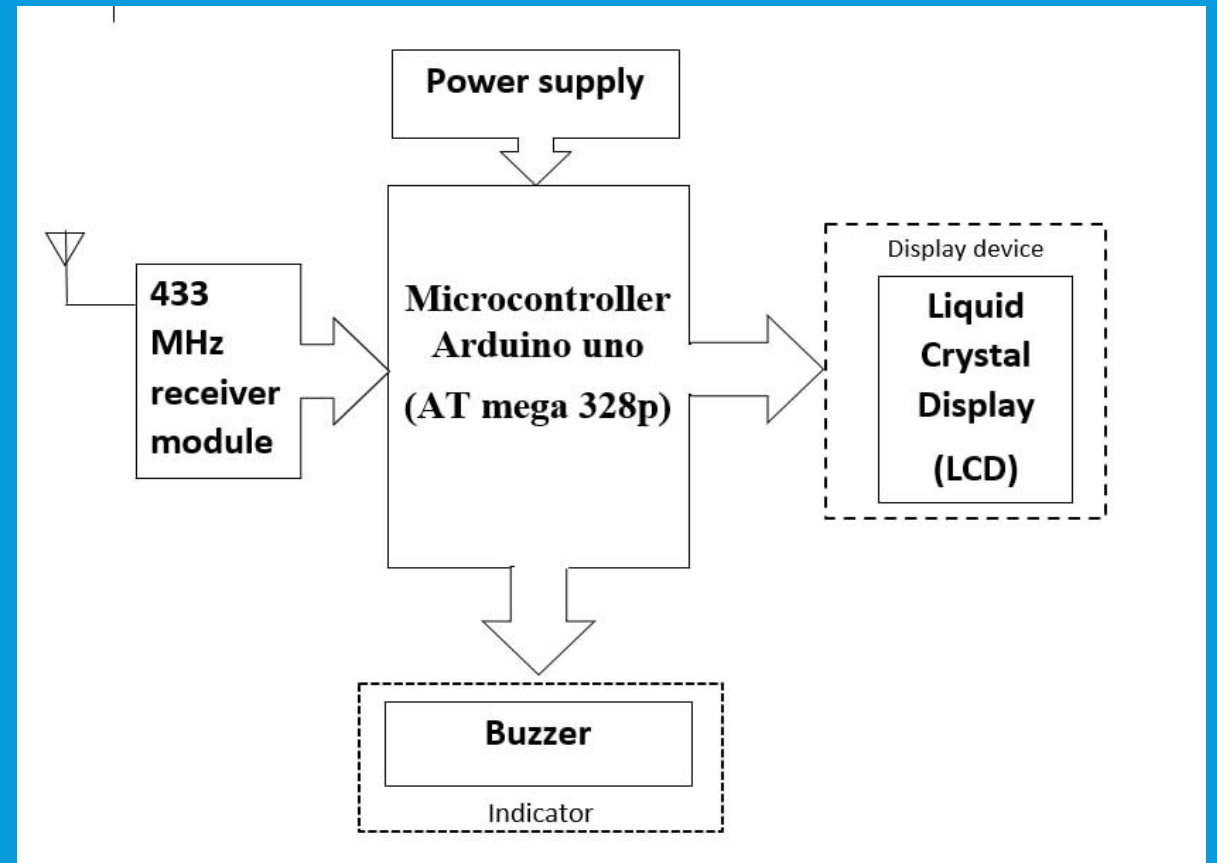 Power supply
433
MHz
receiver
module
Microcontroller
Arduino uno
(AT mega 328p)
Display device
Liquid
Crystal
Display
(LCD)
Buzzer
Indicator